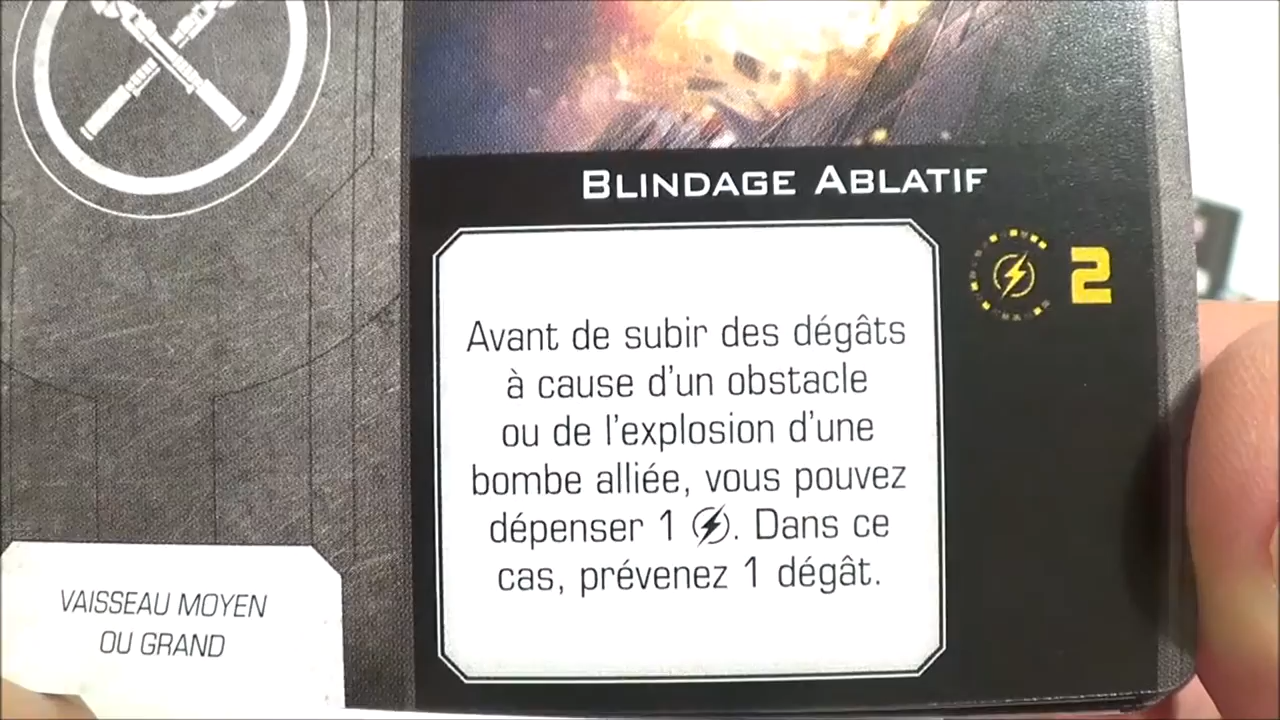 BLINDAGE ABLATIF
2
Avant de subir des dégâts
à cause d'un obstacle
ou de l'explosion d'une
bombe alliée, vous pouvez
dépenser 1 . Dans ce
cas, prévenez 1 dégât.
VAISSEAU MOYEN
OU GRAND